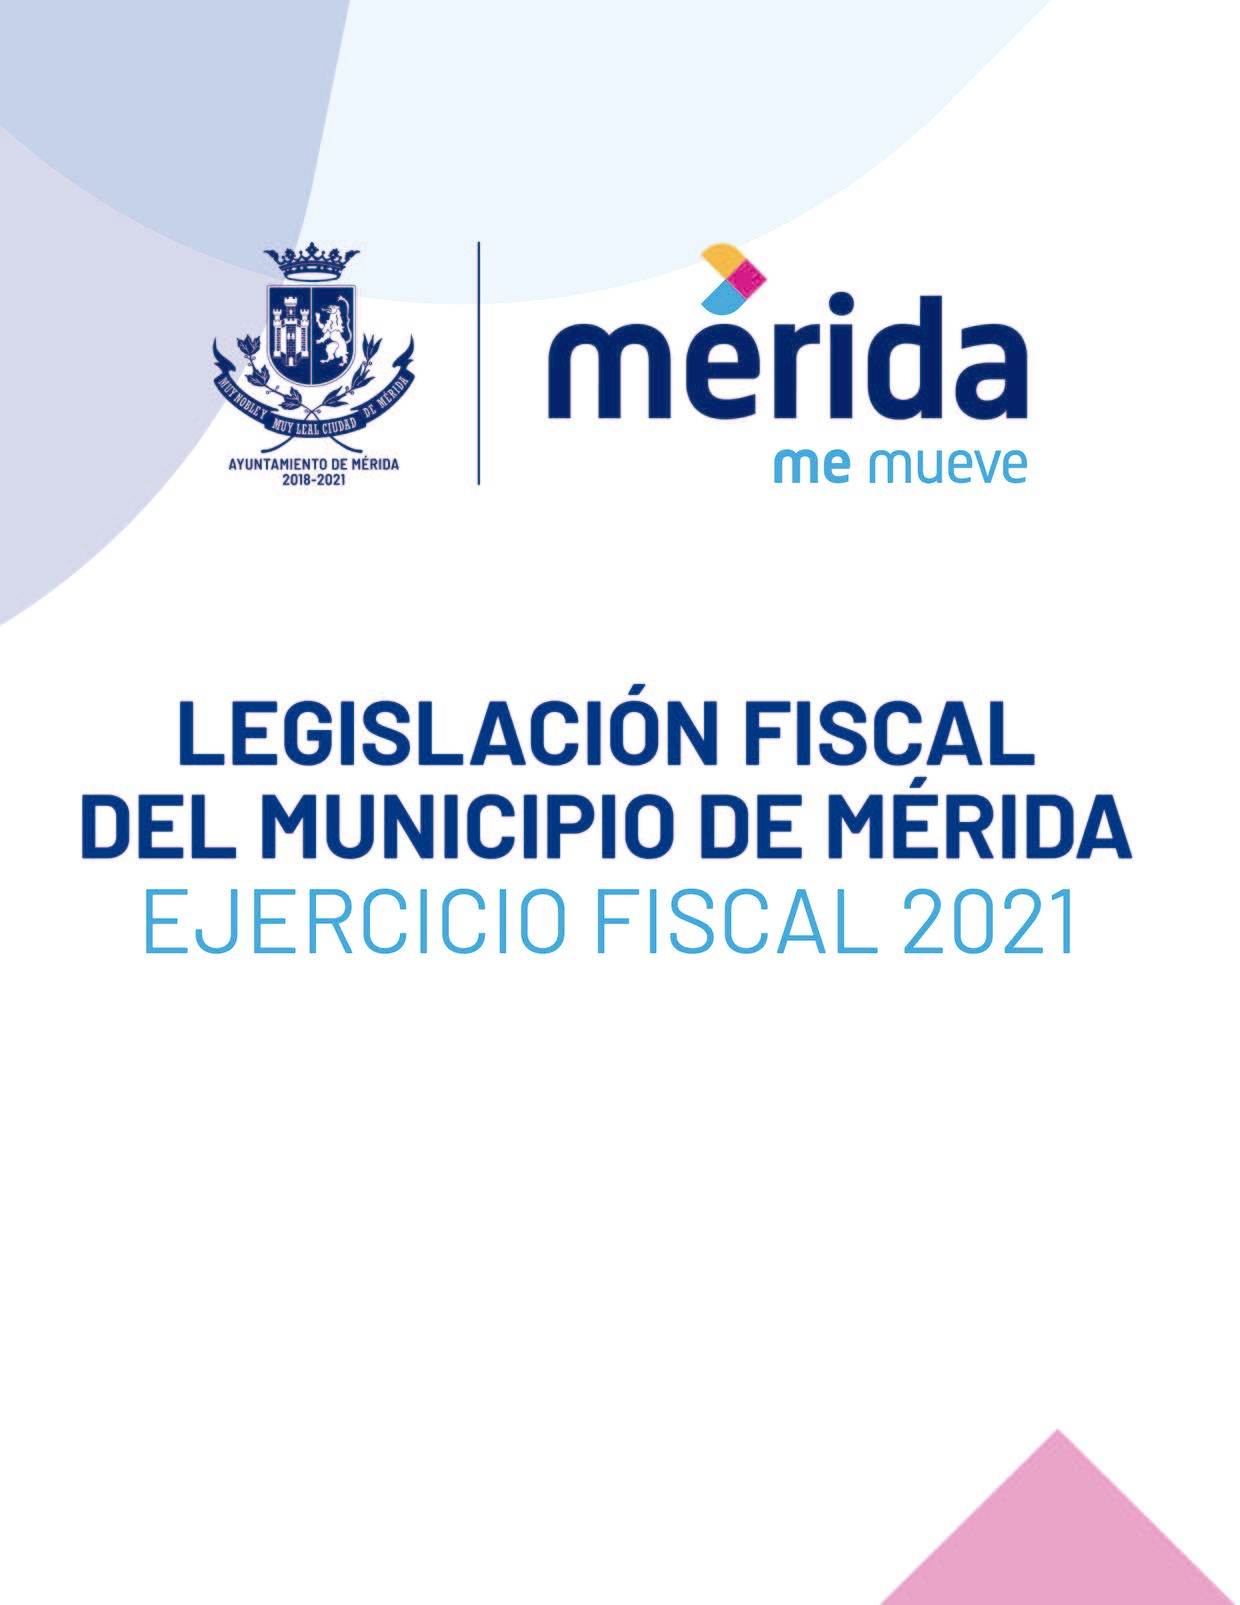 MUY NOBLE Y
MUY LEAL CIUDAD
DE MÉRIDA
AYUNTAMIENTO DE MÉRIDA
2018-2021
mérida
me mueve
LEGISLACIÓN FISCAL
DEL MUNICIPIO DE MÉRIDA
EJERCICIO FISCAL 2021